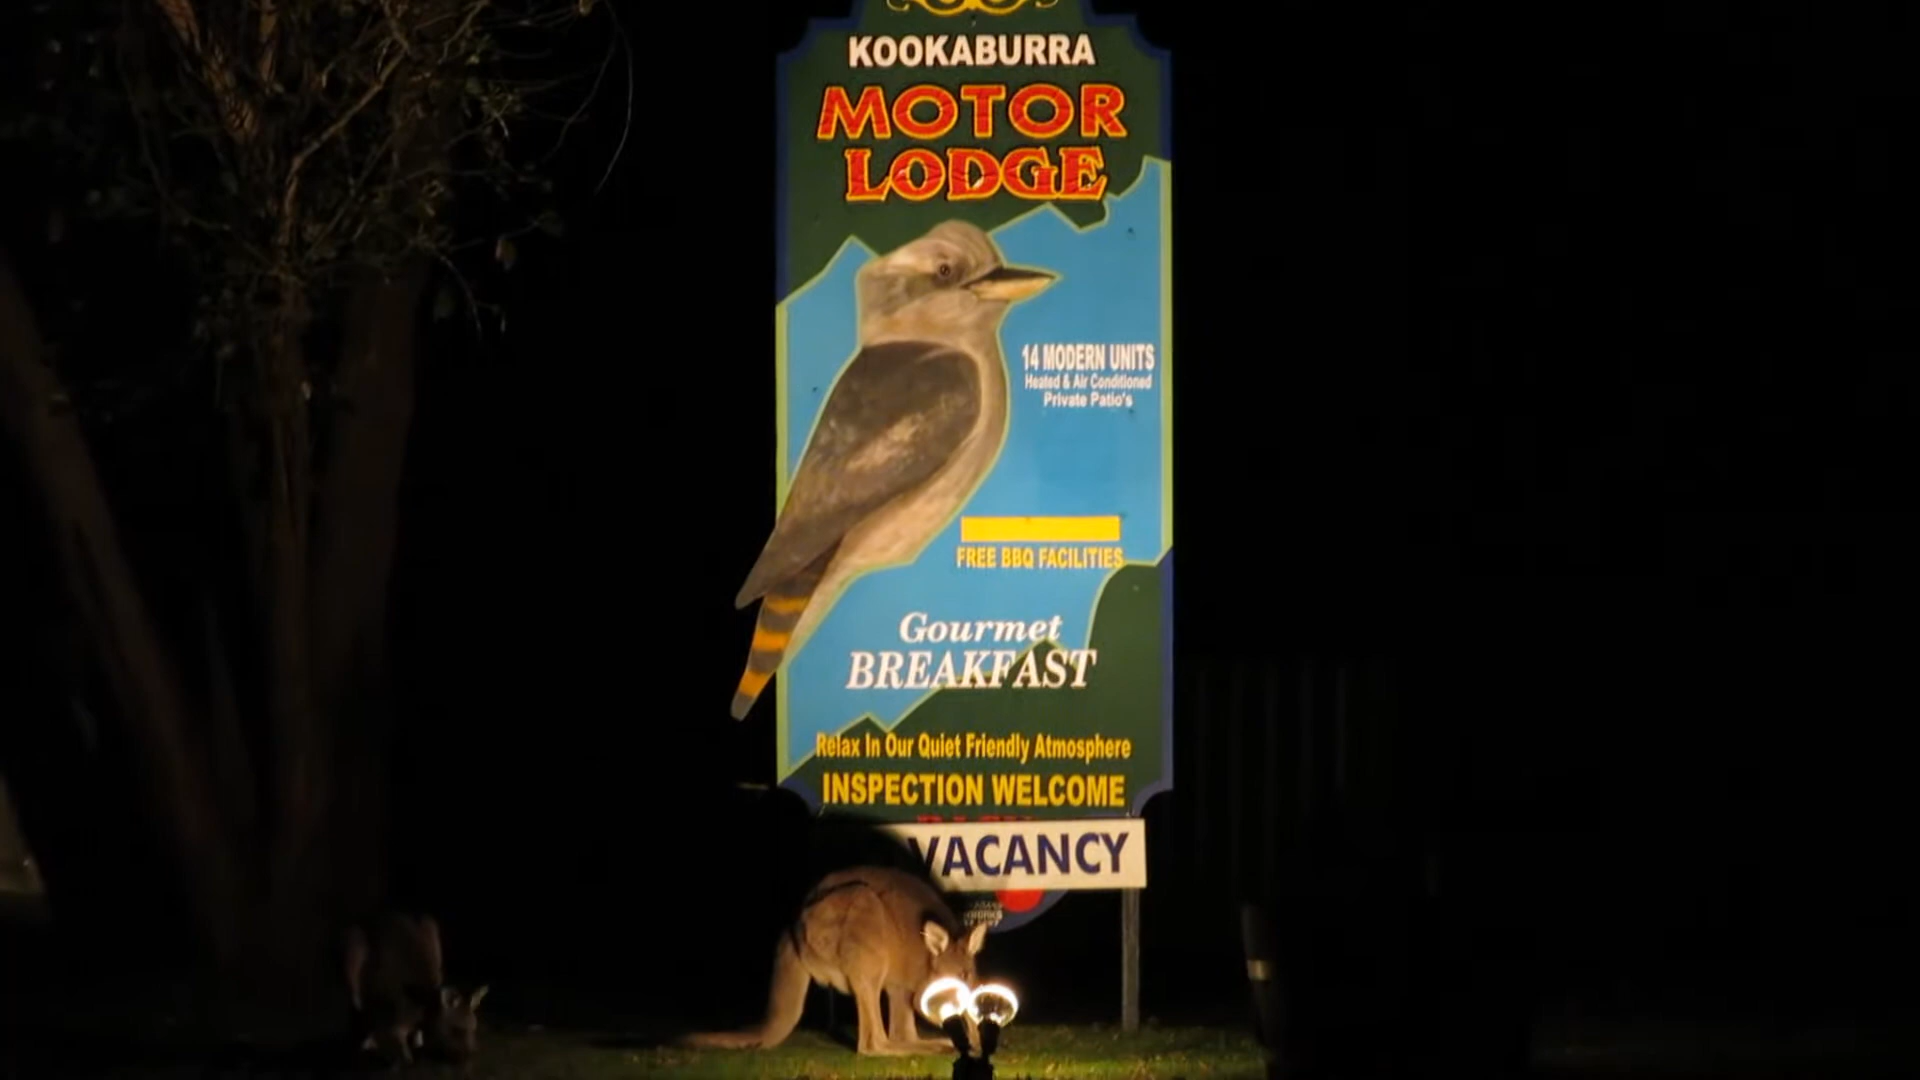 KOOKABURRA
MOTOR
LODGE
14 MODERN UNITS
Heated & Air Conditioned
Private Patio's
FREE BBQ FACILITIES
Gourmet
BREAKFAST
Relax In Our Quiet Friendly Atmosphere
INSPECTION WELCOME
VACANCY